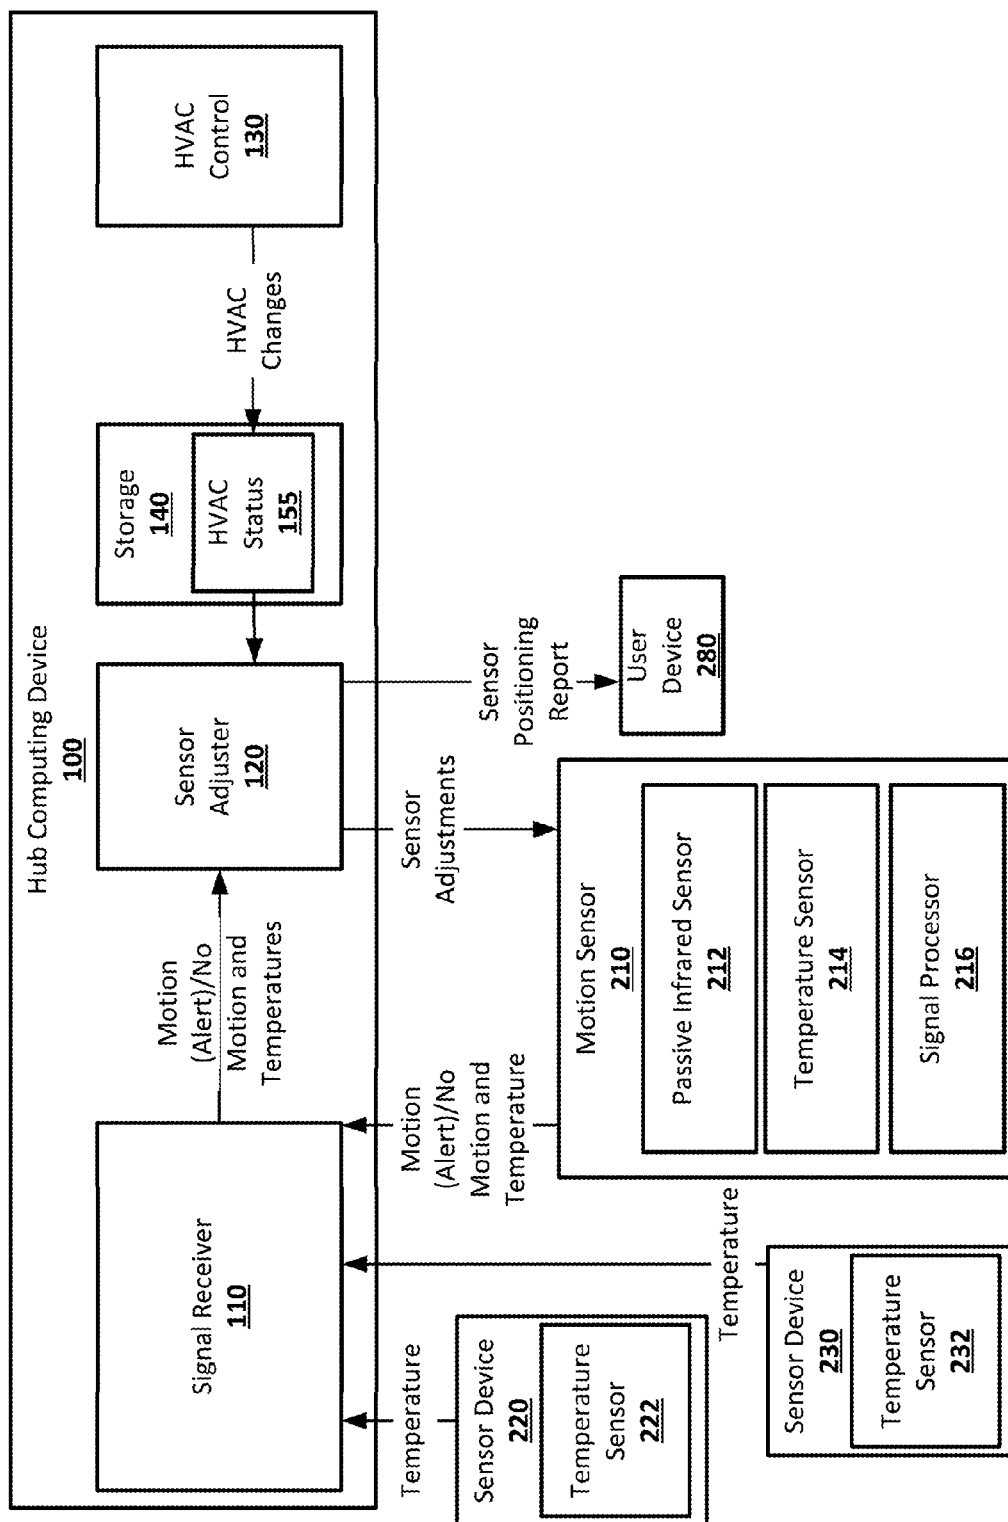 Hub Computing Device
100
Signal Receiver
110
Motion
(Alert)/No
Motion and
Temperatures
Sensor
Adjuster
120
Storage
140
HVAC
Status
155
HVAC
Changes
HVAC
Control
130
Temperature
Temperature
Motion
(Alert)/No
Motion and
Temperature
Sensor
Adjustments
Sensor
Positioning
Report
Sensor Device
220
Temperature
Sensor
222
Sensor Device
230
Temperature
Sensor
232
Motion Sensor
210
Passive Infrared Sensor
212
Temperature Sensor
214
Signal Processor
216
User
Device
280